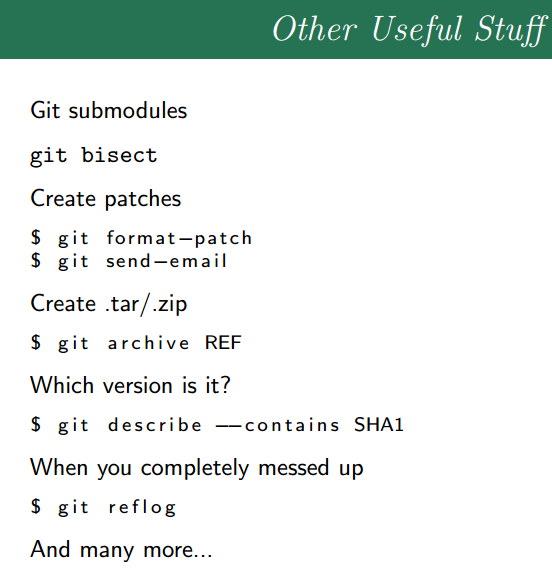 Other Useful Stuff
Git submodules
git bisect
Create patches
$ git format-patch
$ git send-email
Create .tar/.zip
$ git archive REF
Which version is it?
$ git describe --contains SHA1
When you completely messed up
$ git reflog
And many more...